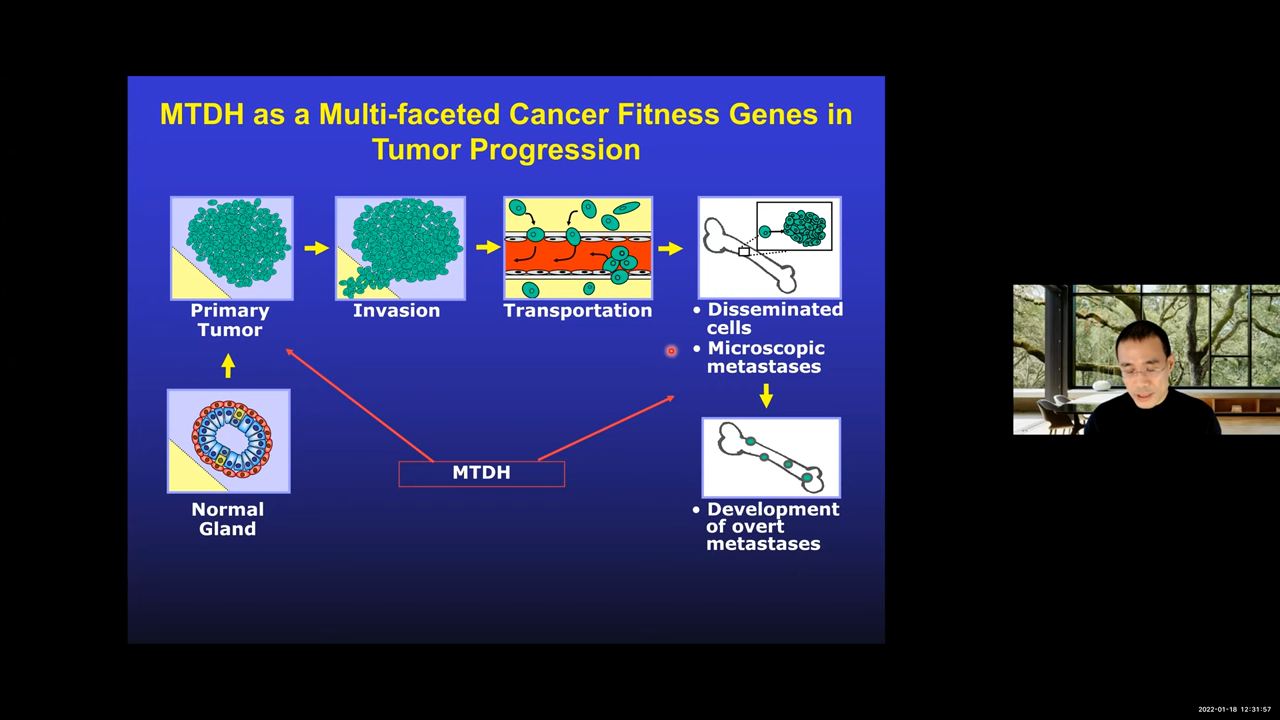 MTDH as a Multi-faceted Cancer Fitness Genes in
Tumor Progression
Primary
Tumor
Invasion
Transportation
• Disseminated
cells
• Microscopic
metastases
MTDH
Normal
Gland
• Development
of overt
metastases
2022-01-18 12:31:57